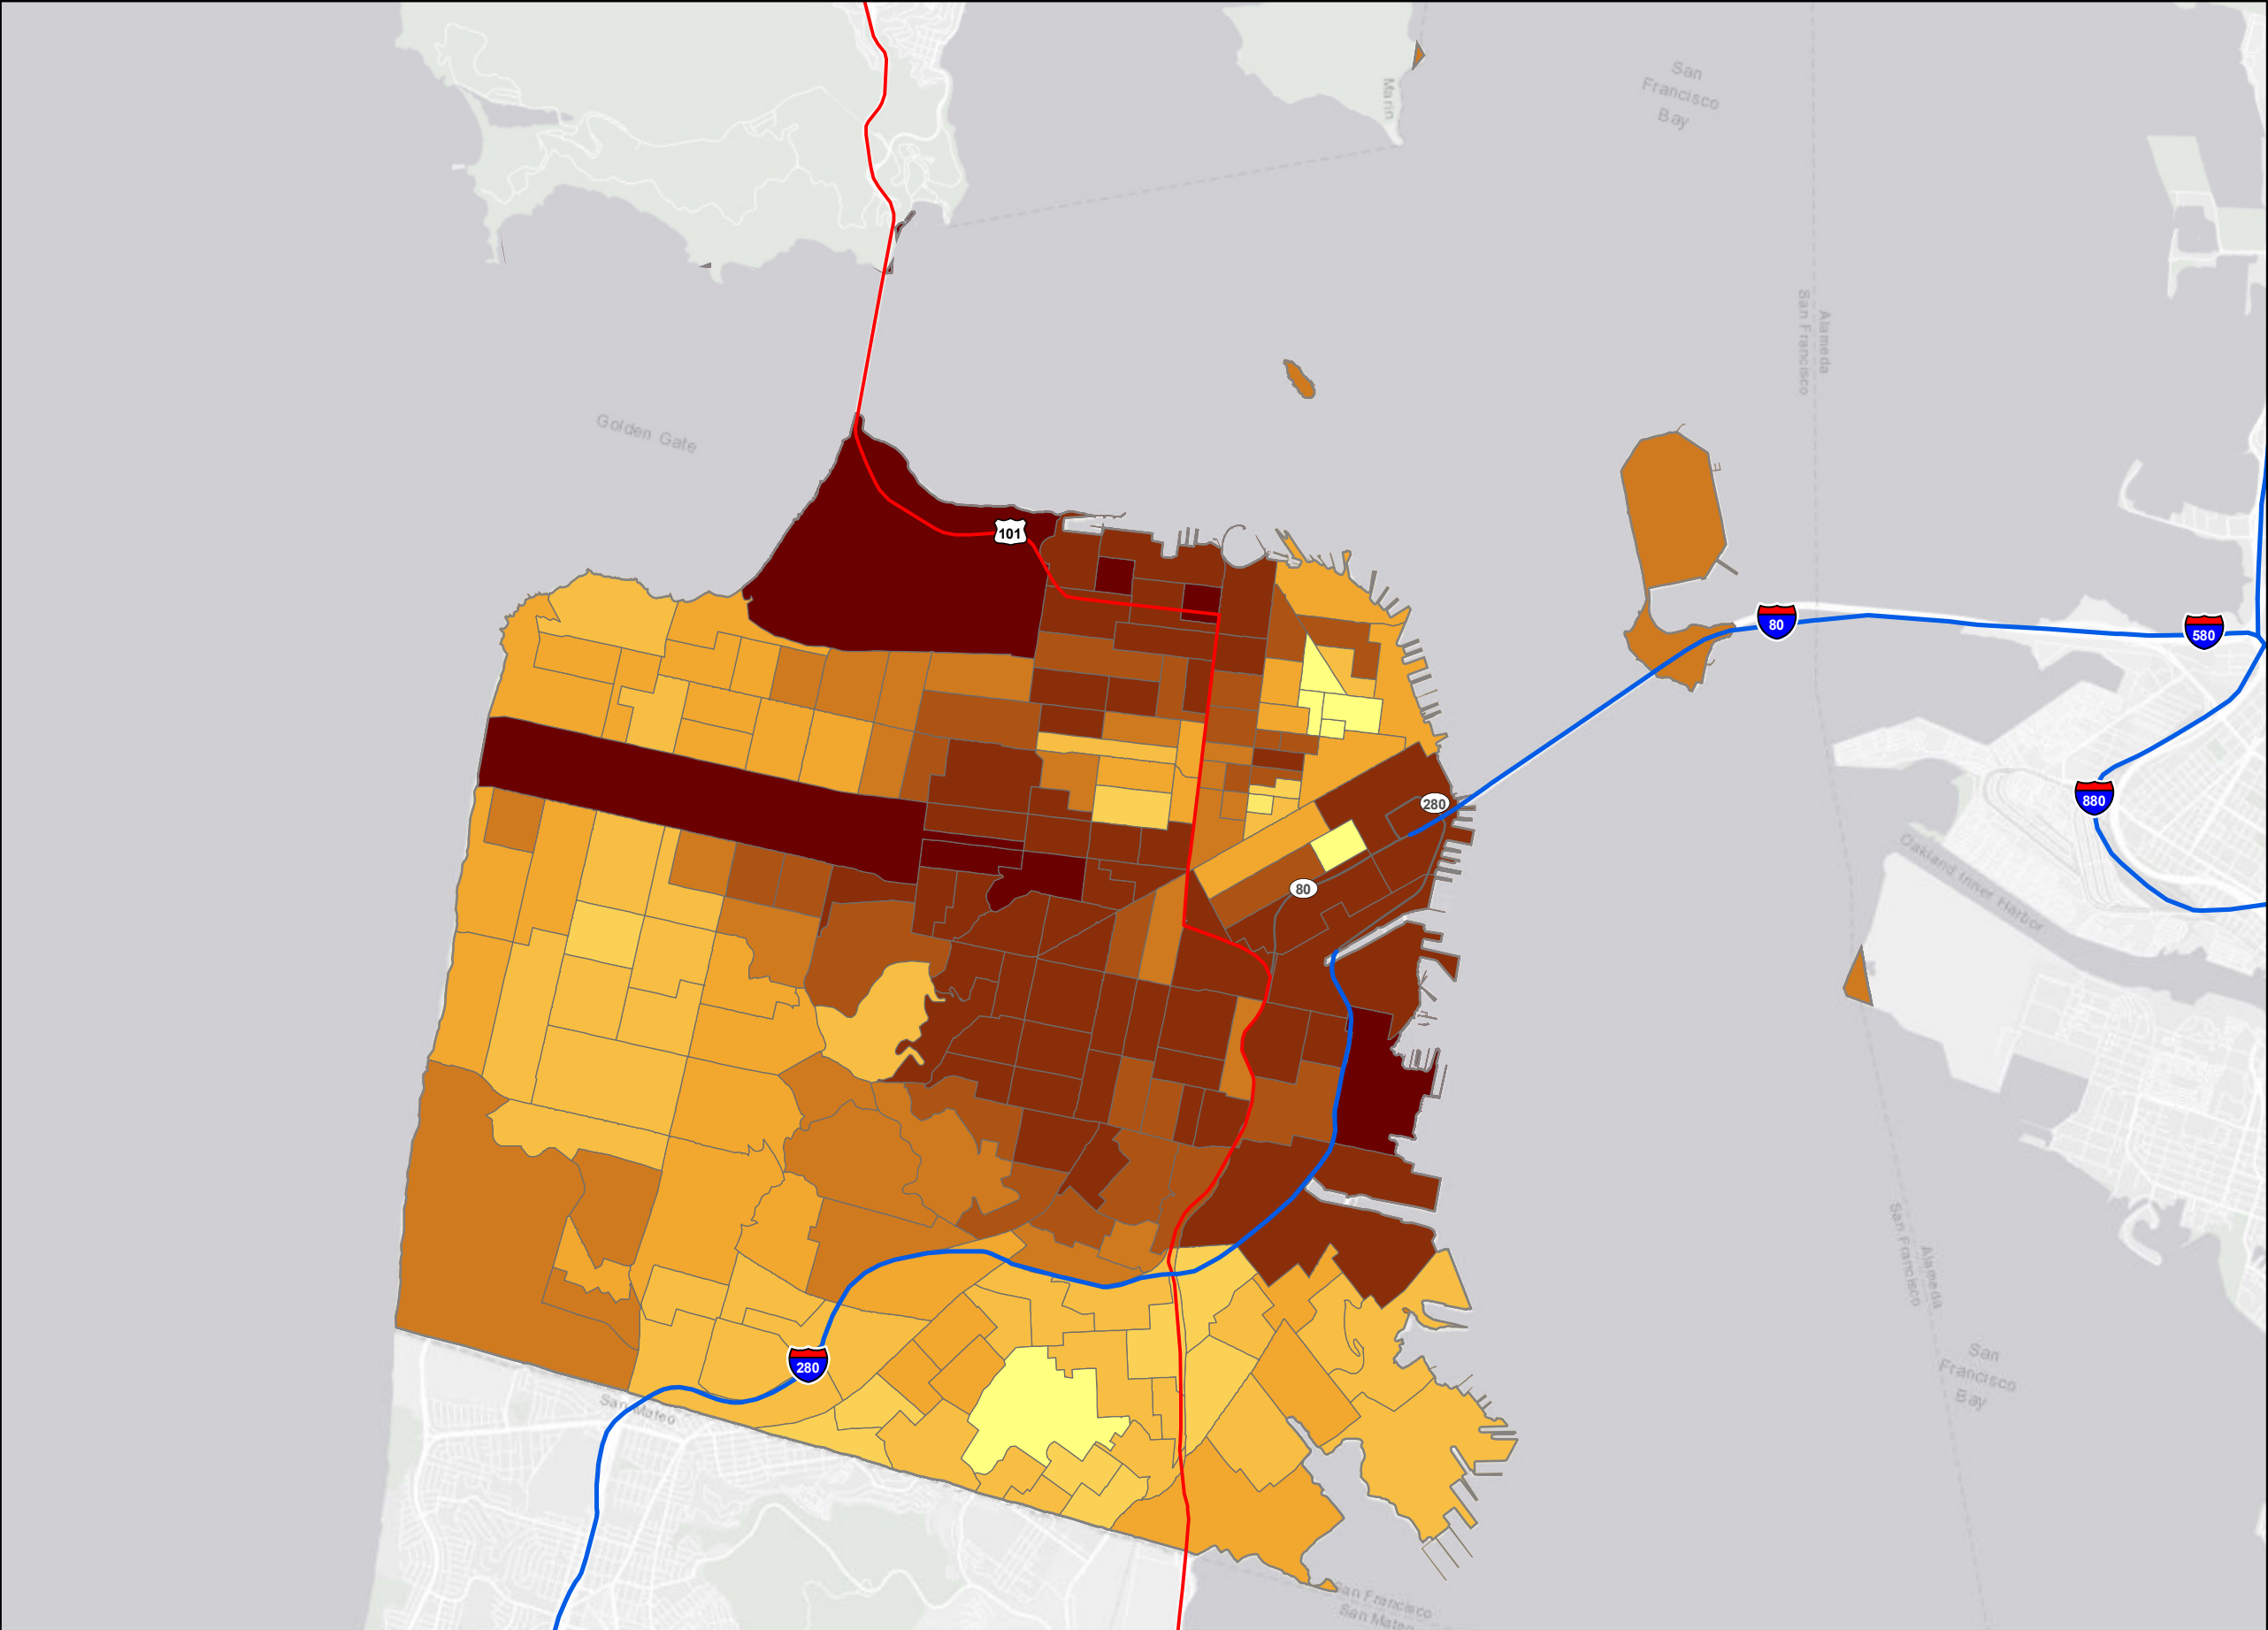 Marin
San
Francisco
Bay
Alameda
San Francisco
Golden Gate
101
80
580
280
880
Oakland Inner Harbor
80
San Francisco
Alameda
San
Francisco
Bay
280
San Mateo
San Francisco
San Mateo